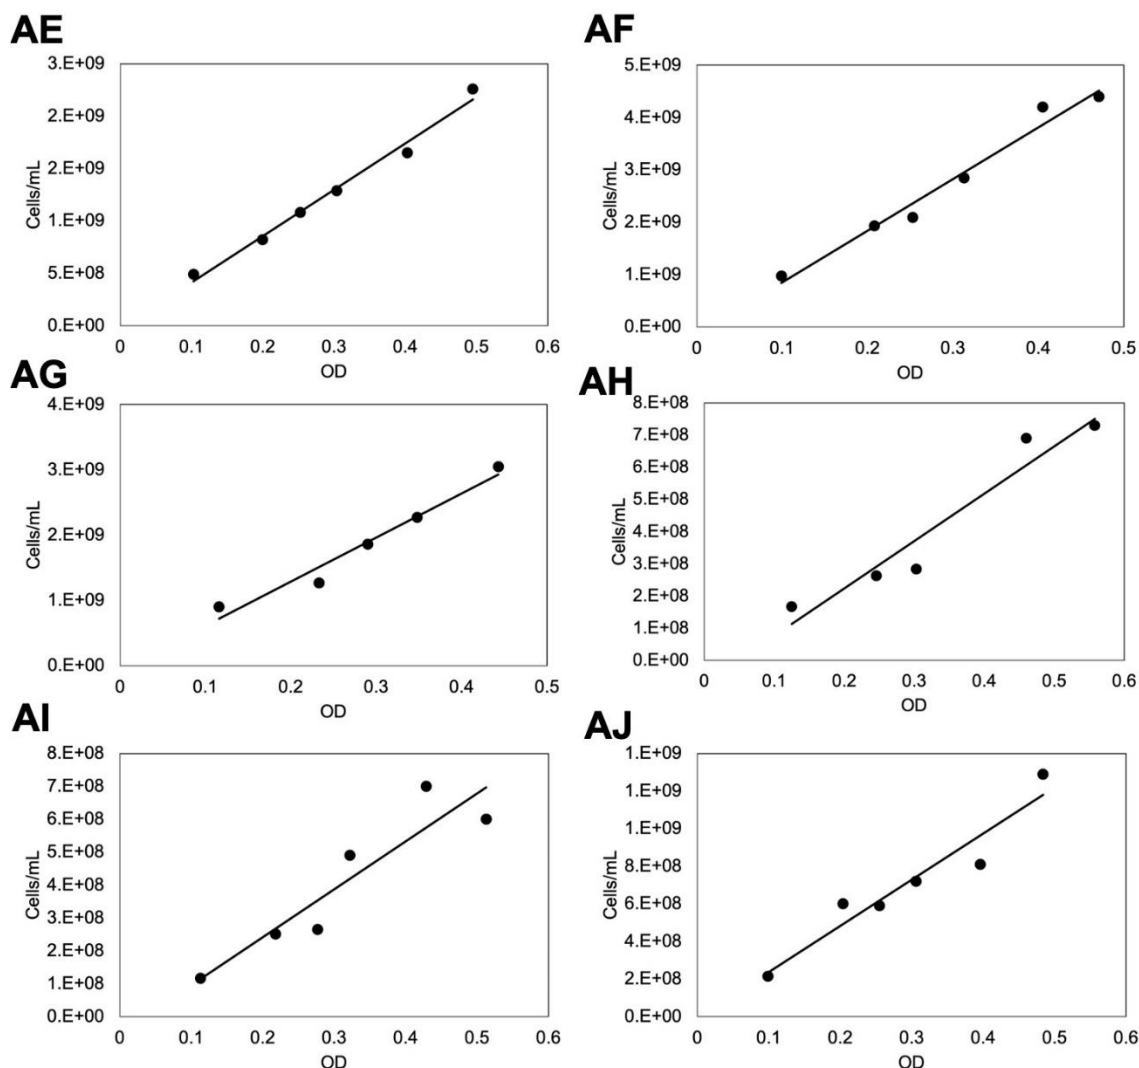 AE
3.E+09
2.E+09
2.E+09
1.E+09
5.E+08
0.E+00
Cells/mL
0 0.1 0.2 0.3 0.4 0.5 0.6
OD
AF
5.E+09
4.E+09
3.E+09
2.E+09
1.E+09
0.E+00
Cells/mL
0 0.1 0.2 0.3 0.4 0.5
OD
AG
4.E+09
3.E+09
2.E+09
1.E+09
0.E+00
Cells/mL
0 0.1 0.2 0.3 0.4 0.5
OD
AH
8.E+08
7.E+08
6.E+08
5.E+08
4.E+08
3.E+08
2.E+08
1.E+08
0.E+00
Cells/mL
0 0.1 0.2 0.3 0.4 0.5 0.6
OD
AI
8.E+08
7.E+08
6.E+08
5.E+08
4.E+08
3.E+08
2.E+08
1.E+08
0.E+00
Cells/mL
0 0.1 0.2 0.3 0.4 0.5 0.6
OD
AJ
1.E+09
1.E+09
1.E+09
8.E+08
6.E+08
4.E+08
2.E+08
0.E+00
Cells/mL
0 0.1 0.2 0.3 0.4 0.5 0.6
OD